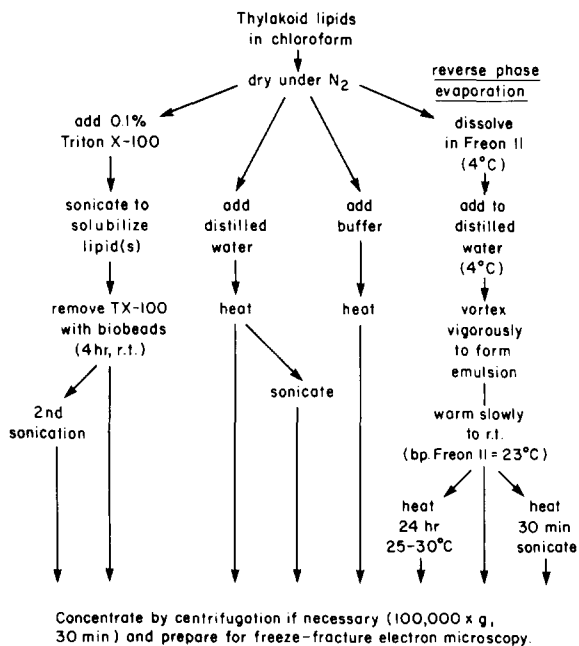 Thylakoid lipids
in chloroform
dry under N2
reverse phase
evaporation
add 0.1%
Triton X-100
sonicate to
solubilize
lipid(s)
remove TX-100
with biobeads
(4hr, r.t.)
2nd
sonication
add
distilled
water
heat
sonicate
add
buffer
heat
dissolve
in Freon 11
(4°C)
add to
distilled
water
(4°C)
vortex
vigorously
to form
emulsion
warm slowly
to r.t.
(bp. Freon 11 = 23°C)
heat
24 hr
25-30°C
heat
30 min
sonicate
Concentrate by centrifugation if necessary (100,000 x g,
30 min) and prepare for freeze-fracture electron microscopy.